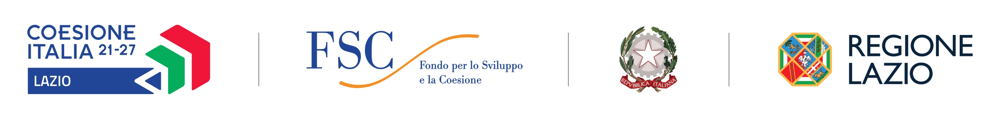 COESIONE
ITALIA 21-27
LAZIO
FSC
Fondo per lo Sviluppo
e la Coesione
REPVBBLICA ITALIANA
REGIONE
LAZIO